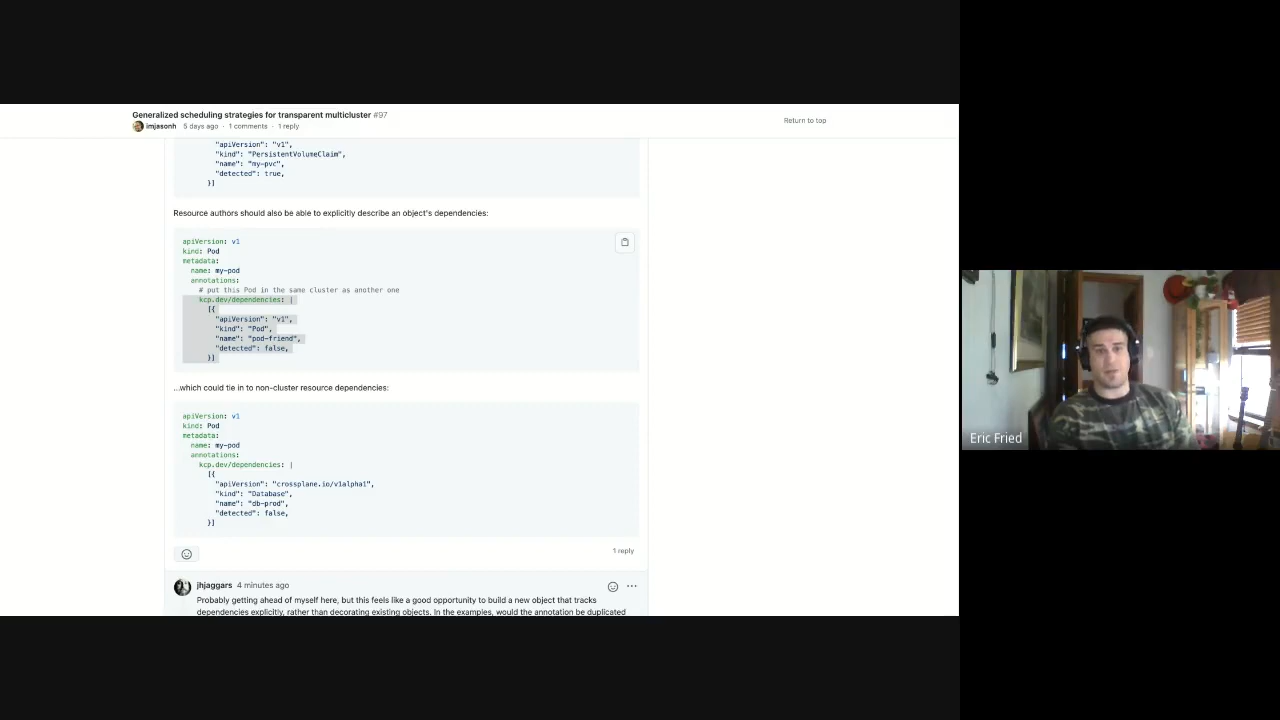 Generalized scheduling strategies for transparent multicluster #97
imjasonh 5 days ago · 1 comments · 1 reply
Return to top
"apiVersion": "v1",
"kind": "PersistentVolumeClaim",
"name": "my-pvc",
"detected": true,
}]
Resource authors should also be able to explicitly describe an object's dependencies:
apiVersion: v1
kind: Pod
metadata:
name: my-pod
annotations:
# put this Pod in the same cluster as another one
kcp.dev/dependencies: |
[{
"apiVersion": "v1",
"kind": "Pod",
"name": "pod-friend",
"detected": false,
}]
...which could tie in to non-cluster resource dependencies:
apiVersion: v1
kind: Pod
metadata:
name: my-pod
annotations:
kcp.dev/dependencies: |
[{
"apiVersion": "crossplane.io/v1alpha1",
"kind": "Database",
"name": "db-prod",
"detected": false,
}]
1 reply
jhjaggars 4 minutes ago
Probably getting ahead of myself here, but this feels like a good opportunity to build a new object that tracks
dependencies explicitly, rather than decorating existing objects. In the examples, would the annotation be duplicated
Eric Fried